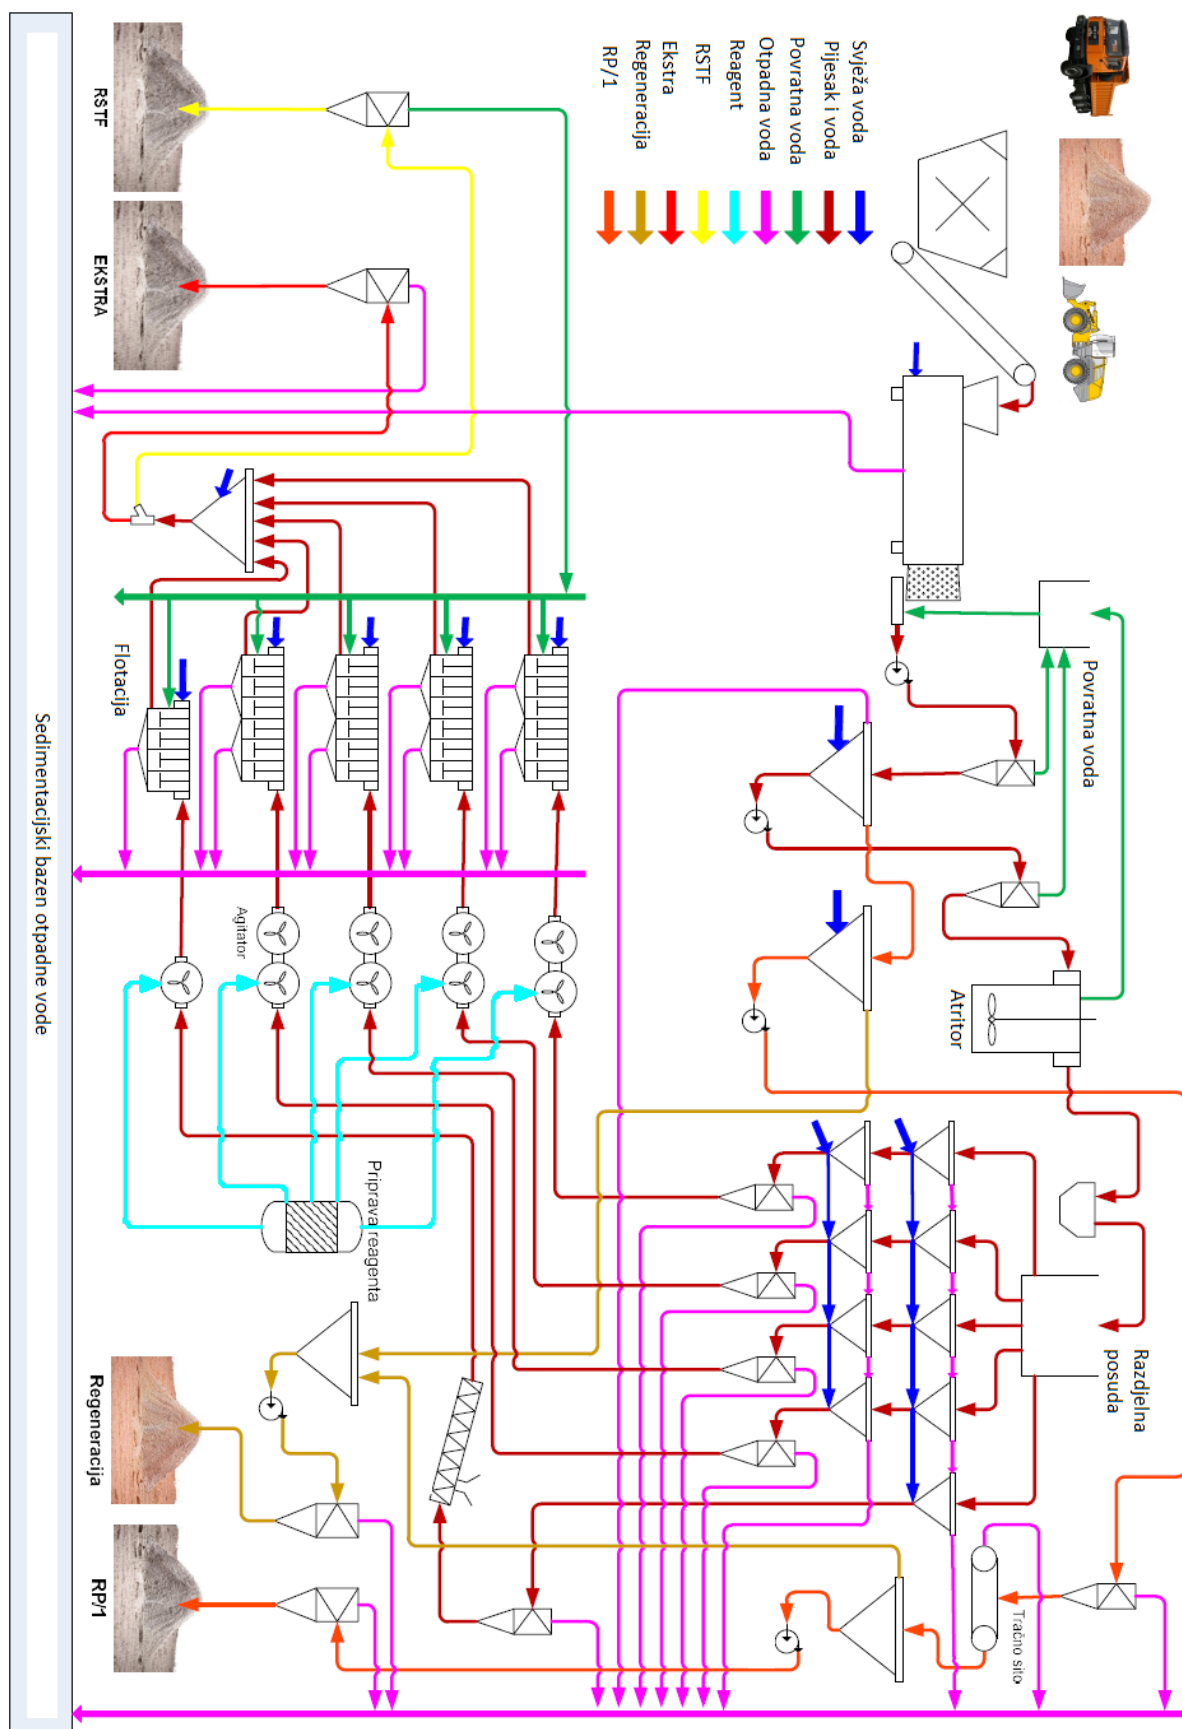 Svježa voda
Pijesak i voda
Povratna voda
Otpadna voda
Reagent
RSTF
Ekstra
Regeneracija
RP/1
RSTF
EKSTRA
Povratna voda
Flotacija
Agitator
Atritor
Priprava reagenta
Razdjelna
posuda
Tračno sito
Regeneracija
RP/1
Sedimentacijski bazen otpadne vode